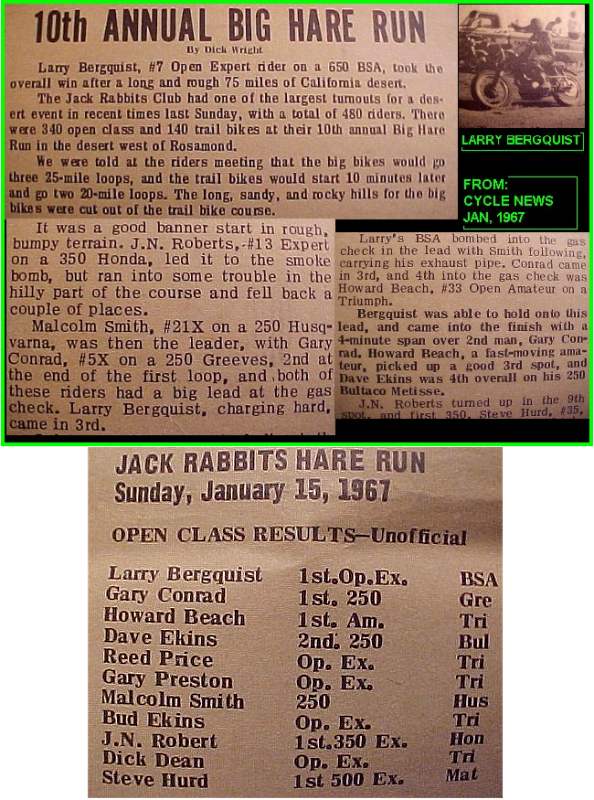 10th ANNUAL BIG HARE RUN
By Dick Wright
Larry Bergquist, #7 Open Expert rider on a 650 BSA, took the
overall win after a long and rough 75 miles of California desert.
The Jack Rabbits Club had one of the largest turnouts for a des-
ert event in recent times last Sunday, with a total of 480 riders. There
were 340 open class and 140 trail bikes at their 10th annual Big Hare
Run in the desert west of Rosamond.
We were told at the riders meeting that the big bikes would go
three 25-mile loops, and the trail bikes would start 10 minutes later
and go two 20-mile loops. The long, sandy, and rocky hills for the big
bikes were cut out of the trail bike course.
LARRY BERGQUIST
FROM:
CYCLE NEWS
JAN, 1967
It was a good banner start in rough,
bumpy terrain. J.N. Roberts, #13 Expert
on a 350 Honda, led it to the smoke
bomb, but ran into some trouble in the
hilly part of the course and fell back a
couple of places.
Malcolm Smith, #21X on a 250 Husq-
varna, was then the leader, with Gary
Conrad, #5X on a 250 Greeves, 2nd at
the end of the first loop, and both of
these riders had a big lead at the gas
check. Larry Bergquist, charging hard,
came in 3rd.
Larry's BSA bombed into the gas
check in the lead with Smith following,
carrying his exhaust pipe. Conrad came
in 3rd, and 4th into the gas check was
Howard Beach, #33 Open Amateur on a
Triumph.
Bergquist was able to hold onto this
lead, and came into the finish with a
4-minute span over 2nd man, Gary Con-
rad. Howard Beach, a fast-moving ama-
teur, picked up a good 3rd spot, and
Dave Ekins was 4th overall on his 250
Bultaco Metisse.
J.N. Roberts turned up in the 9th
spot, and first 350. Steve Hurd, #35,
JACK RABBITS HARE RUN
Sunday, January 15, 1967
OPEN CLASS RESULTS—Unofficial
Larry Bergquist 1st.Op.Ex. BSA
Gary Conrad 1st. 250 Gre
Howard Beach 1st. Am. Tri
Dave Ekins 2nd. 250 Bul
Reed Price Op. Ex. Tri
Gary Preston Op. Ex. Tri
Malcolm Smith 250 Hus
Bud Ekins Op. Ex. Tri
J.N. Robert 1st.350 Ex. Hon
Dick Dean Op. Ex. Tri
Steve Hurd 1st 500 Ex. Mat